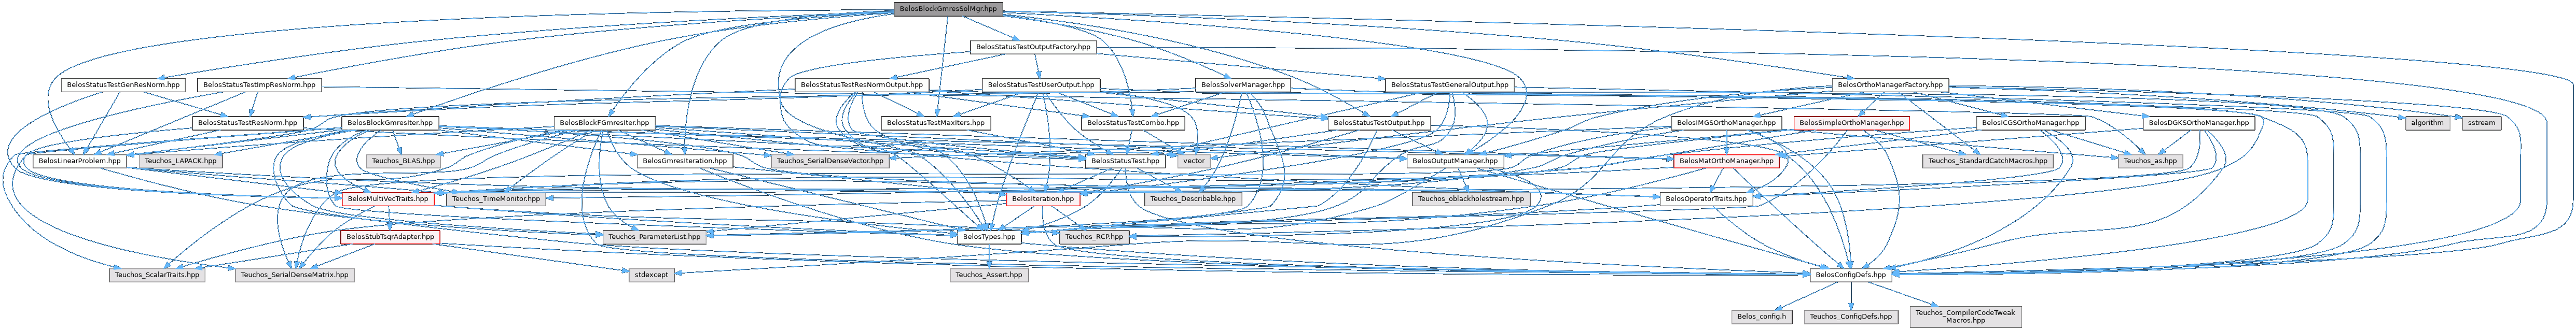 BelosBlockGmresSolMgr.hpp
BelosStatusTestOutputFactory.hpp
BelosStatusTestGenResNorm.hpp
BelosStatusTestImpResNorm.hpp
BelosStatusTestResNormOutput.hpp
BelosStatusTestUserOutput.hpp
BelosSolverManager.hpp
BelosStatusTestGeneralOutput.hpp
BelosOrthoManagerFactory.hpp
BelosStatusTestResNorm.hpp
BelosBlockGmresIter.hpp
BelosBlockFGmresIter.hpp
BelosStatusTestMaxIters.hpp
BelosStatusTestCombo.hpp
BelosStatusTestOutput.hpp
BelosIMGSOrthoManager.hpp
BelosSimpleOrthoManager.hpp
BelosICGSOrthoManager.hpp
BelosDGKSOrthoManager.hpp
algorithm
sstream
BelosLinearProblem.hpp
Teuchos_LAPACK.hpp
Teuchos_BLAS.hpp
BelosGmresIteration.hpp
Teuchos_SerialDenseVector.hpp
BelosStatusTest.hpp
vector
BelosOutputManager.hpp
BelosMatOrthoManager.hpp
Teuchos_StandardCatchMacros.hpp
Teuchos_as.hpp
BelosMultiVecTraits.hpp
Teuchos_TimeMonitor.hpp
BelosIteration.hpp
Teuchos_Describable.hpp
Teuchos_oblackholestream.hpp
BelosOperatorTraits.hpp
BelosStubTsqrAdapter.hpp
Teuchos_ParameterList.hpp
BelosTypes.hpp
Teuchos_RCP.hpp
Teuchos_ScalarTraits.hpp
Teuchos_SerialDenseMatrix.hpp
stdexcept
Teuchos_Assert.hpp
BelosConfigDefs.hpp
Belos_config.h
Teuchos_ConfigDefs.hpp
Teuchos_CompilerCodeTweak
_Macros.hpp